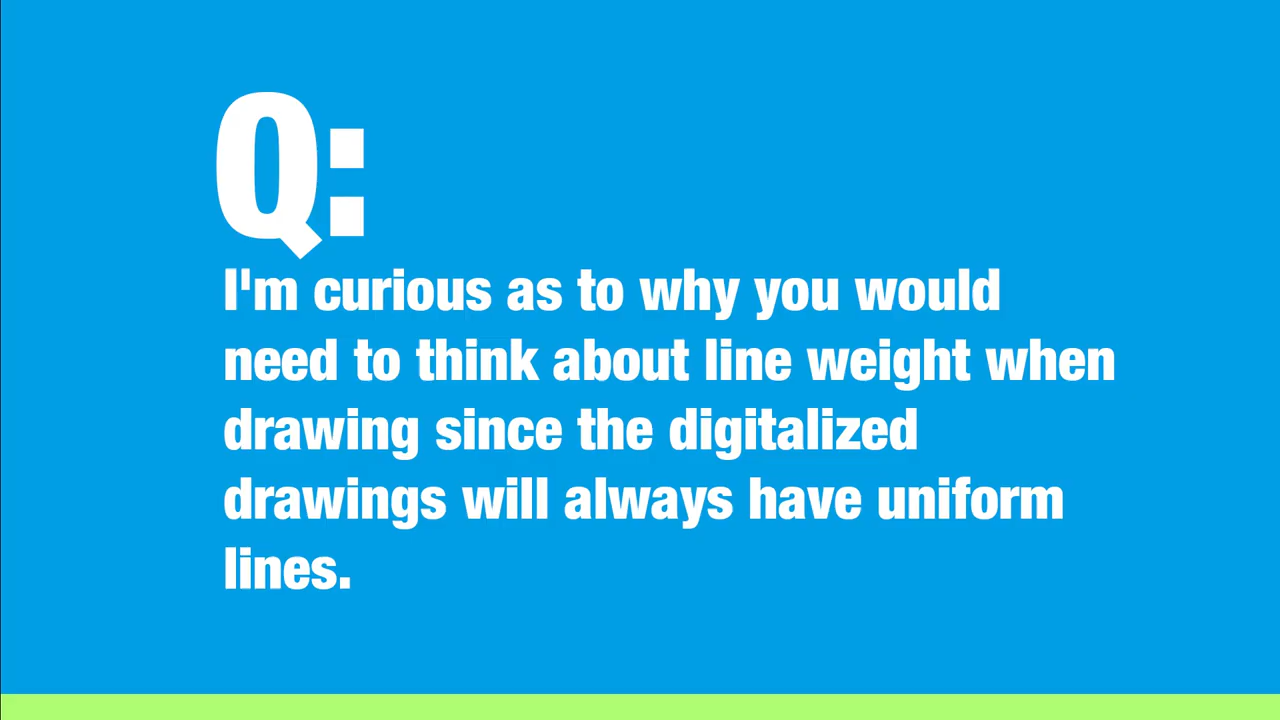 Q:
I'm curious as to why you would
need to think about line weight when
drawing since the digitalized
drawings will always have uniform
lines.